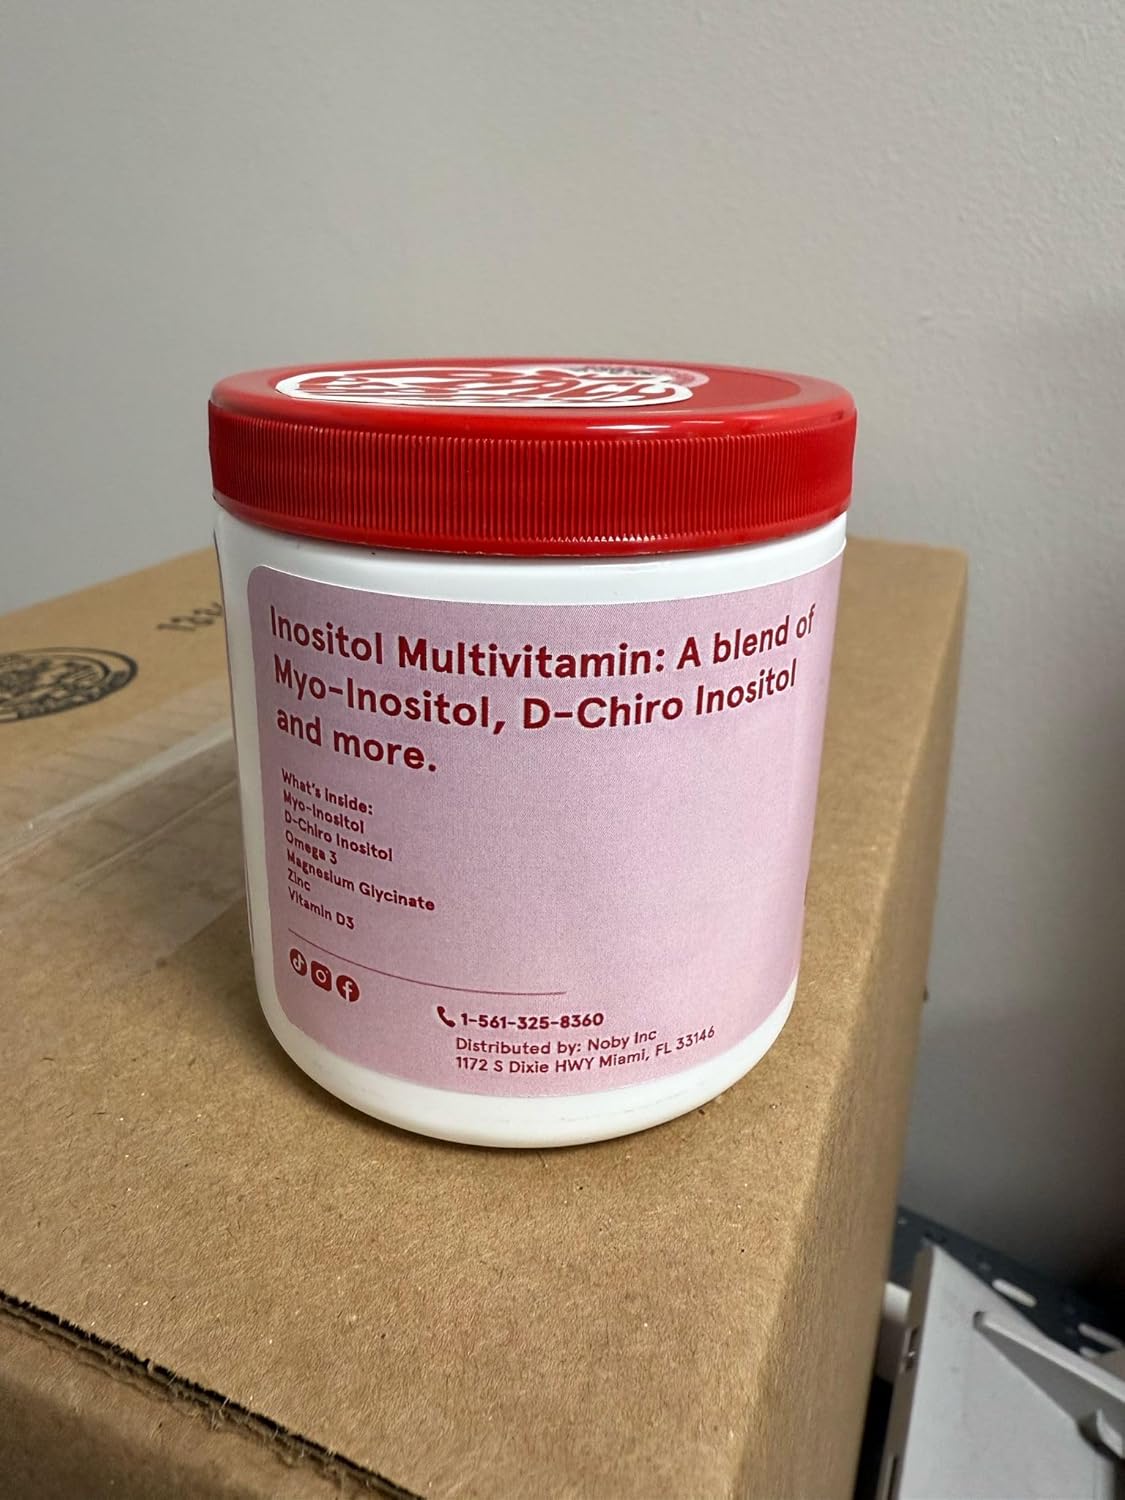 Inositol Multivitamin: A blend of
Myo-Inositol, D-Chiro Inositol
and more.
What's inside:
Myo-Inositol
D-Chiro Inositol
Omega 3
Magnesium Glycinate
Zinc
Vitamin D3
1-561-325-8360
Distributed by: Noby Inc
1172 S Dixie HWY Miami, FL 33146